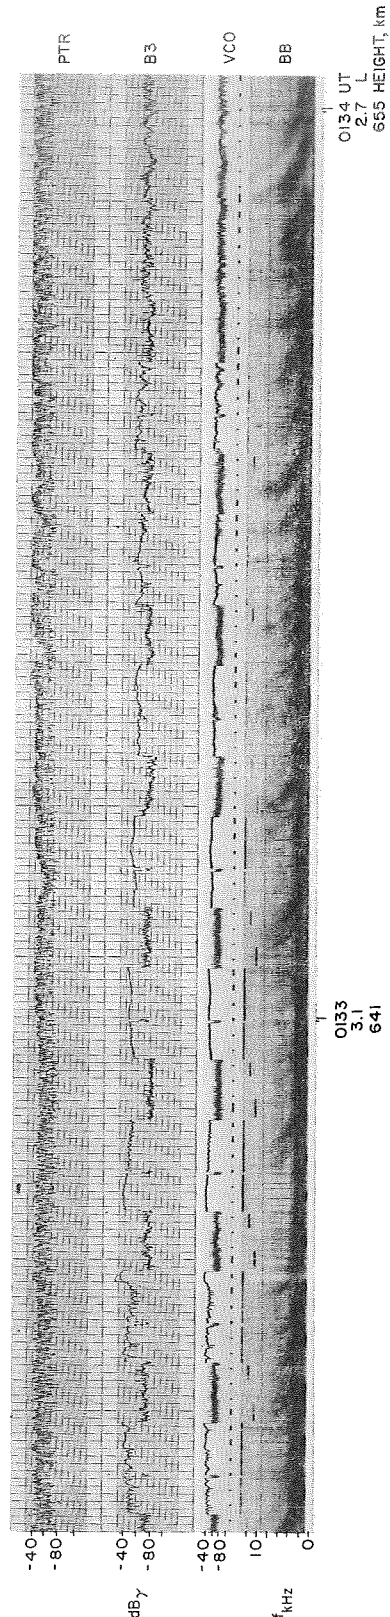 -40
-80
PTR
dBγ
-40
-80
B3
-40
-80
VCO
fkHz
10
0
BB
0133
3.1
641
0134 UT
2.7 L
655 HEIGHT, km